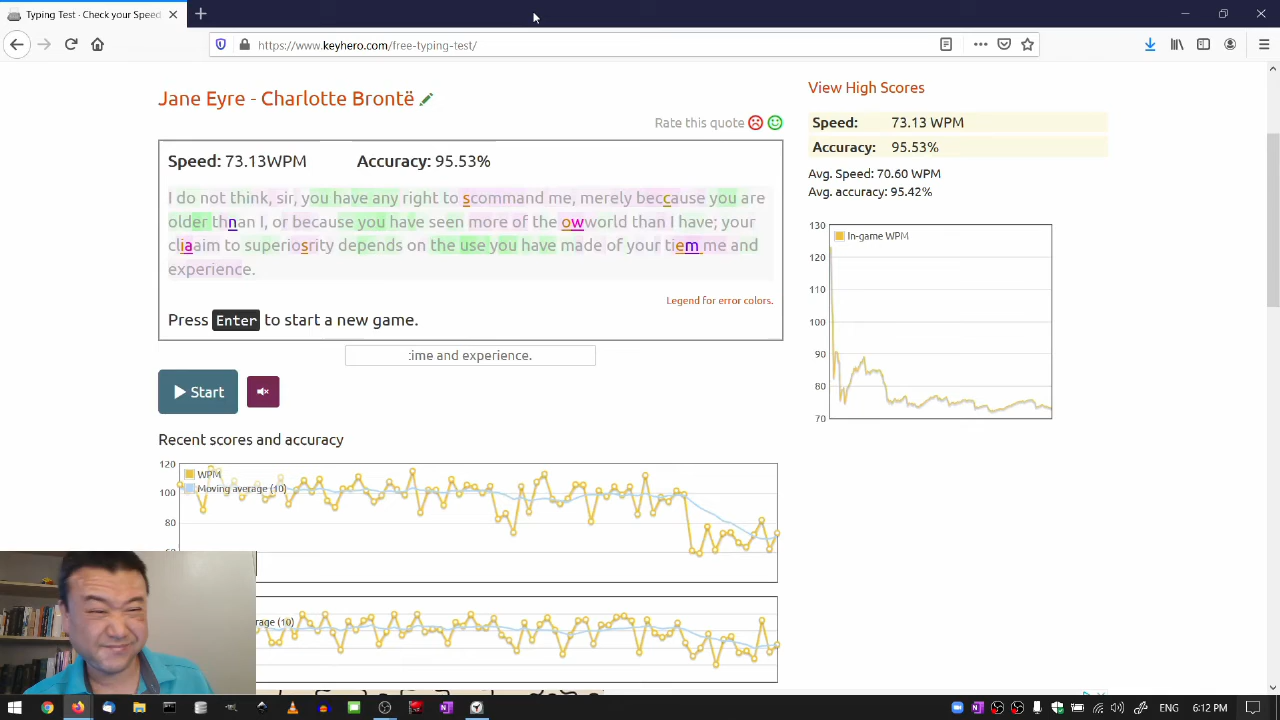 Typing Test - Check your Speed
https://www.keyhero.com/free-typing-test/
Jane Eyre - Charlotte Brontë
Rate this quote
Speed: 73.13WPM Accuracy: 95.53%
I do not think, sir, you have any right to scommand me, merely beccause you are
older thnan I, or because you have seen more of the owworld than I have; your
cliaaim to superiosrity depends on the use you have made of your tiem me and
experience.
Legend for error colors.
Press Enter to start a new game.
:ime and experience.
Start
Recent scores and accuracy
120
100
80
WPM
Moving average (10)
erage (10)
View High Scores
Speed: 73.13 WPM
Accuracy: 95.53%
Avg. Speed: 70.60 WPM
Avg. accuracy: 95.42%
130
120
110
100
90
80
70
In-game WPM
ENG
6:12 PM